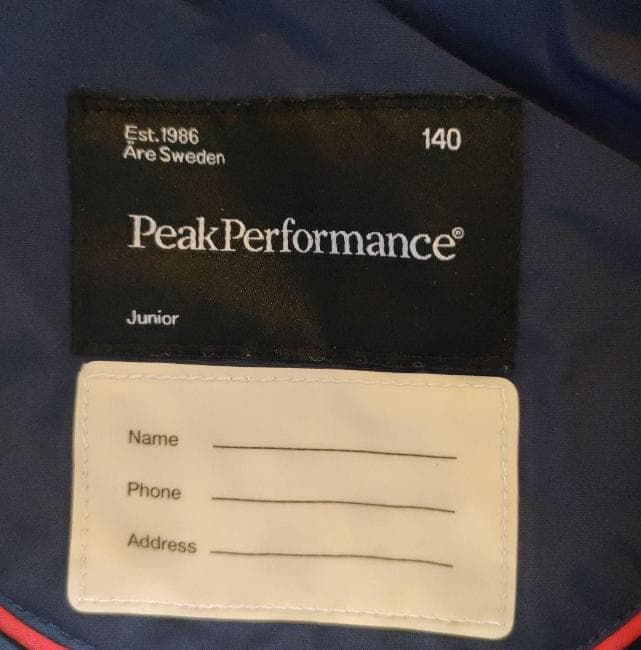 Est.1986
Åre Sweden
140
PeakPerformance®
Junior
Name
Phone
Address